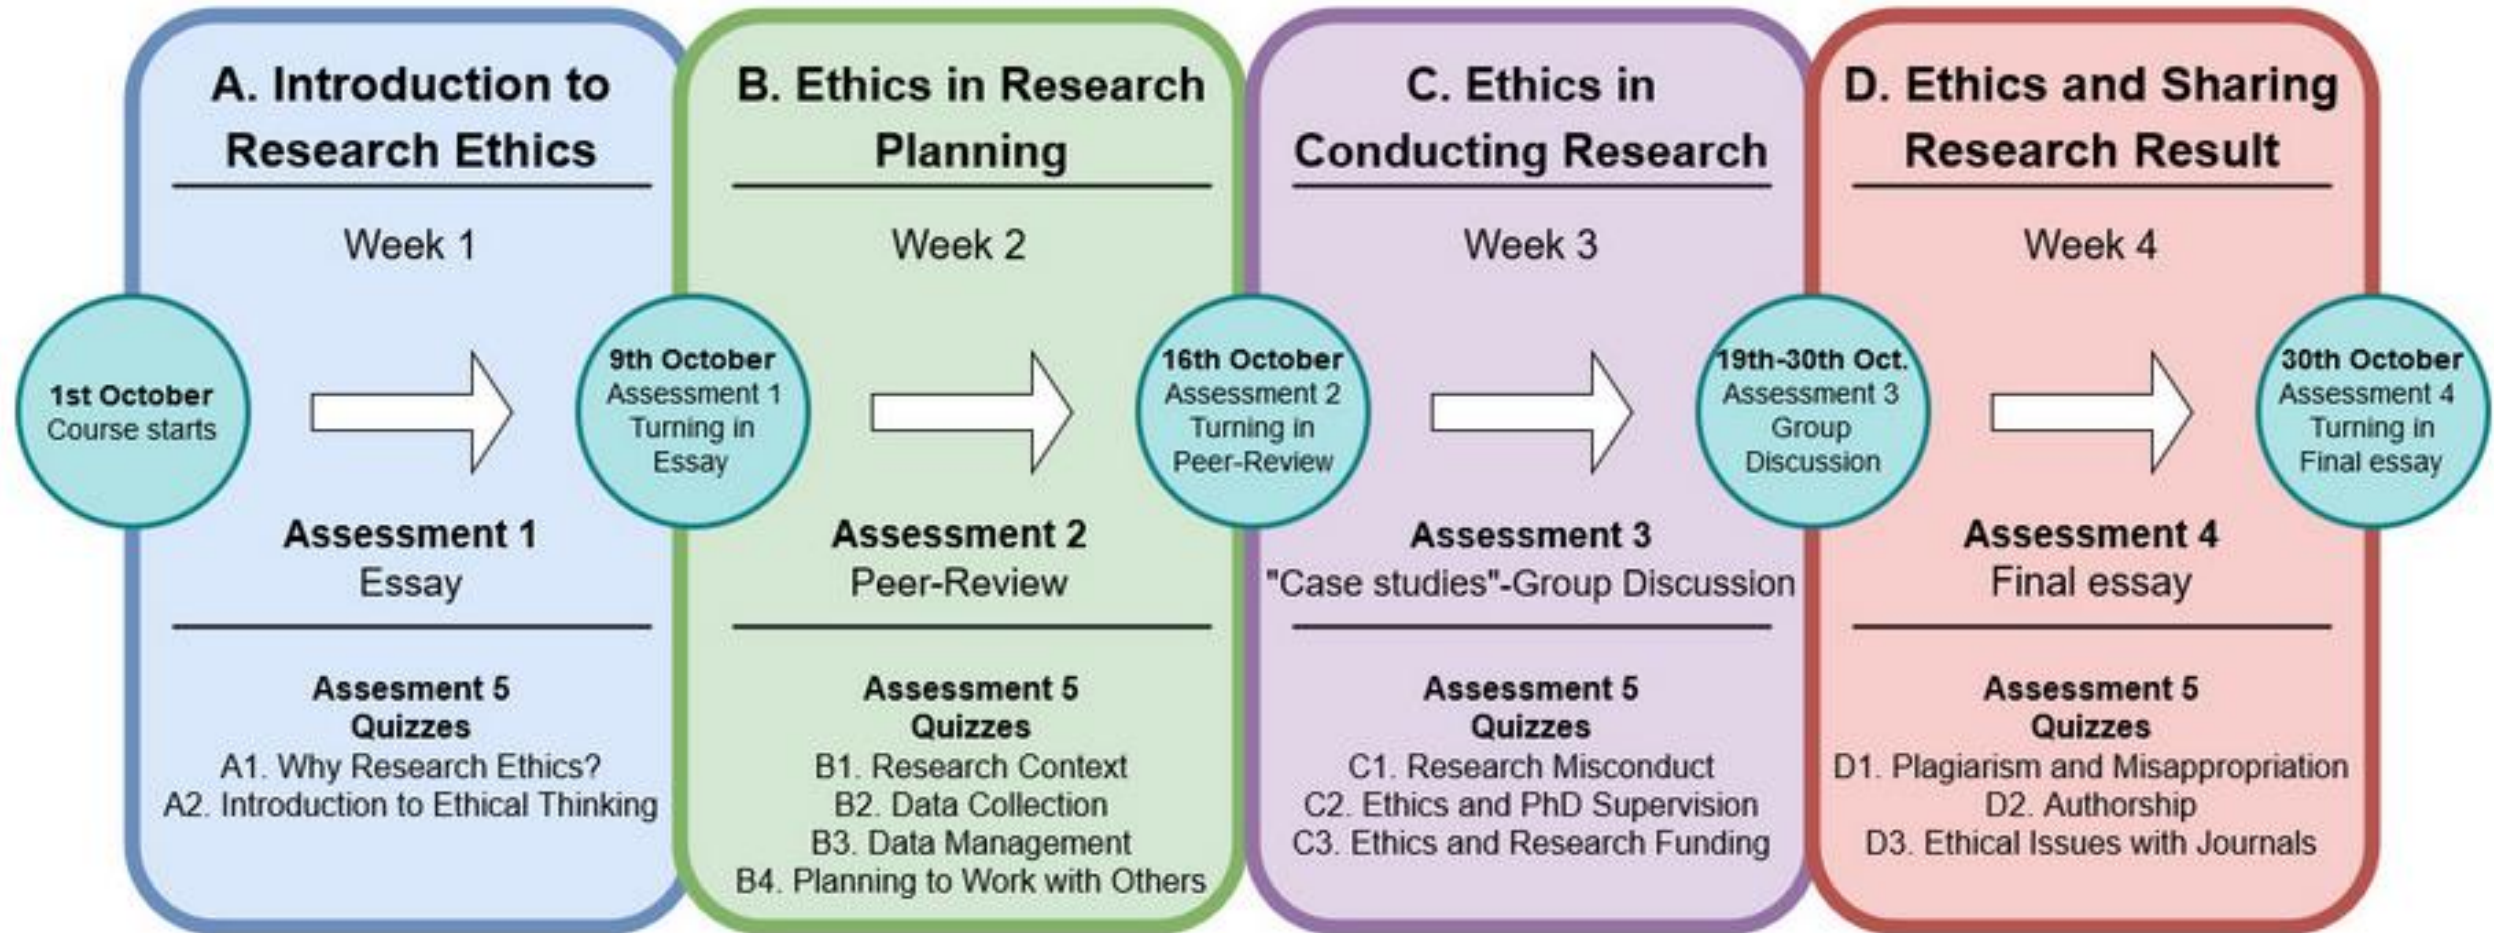 A. Introduction to
Research Ethics
Week 1
1st October
Course starts
Assessment 1
Essay
Assesment 5
Quizzes
A1. Why Research Ethics?
A2. Introduction to Ethical Thinking
9th October
Assessment 1
Turning in
Essay
B. Ethics in Research
Planning
Week 2
Assessment 2
Peer-Review
Assessment 5
Quizzes
B1. Research Context
B2. Data Collection
B3. Data Management
B4. Planning to Work with Others
16th October
Assessment 2
Turning in
Peer-Review
C. Ethics in
Conducting Research
Week 3
Assessment 3
"Case studies"-Group Discussion
Assessment 5
Quizzes
C1. Research Misconduct
C2. Ethics and PhD Supervision
C3. Ethics and Research Funding
19th-30th Oct.
Assessment 3
Group
Discussion
D. Ethics and Sharing
Research Result
Week 4
Assessment 4
Final essay
Assessment 5
Quizzes
D1. Plagiarism and Misappropriation
D2. Authorship
D3. Ethical Issues with Journals
30th October
Assessment 4
Turning in
Final essay